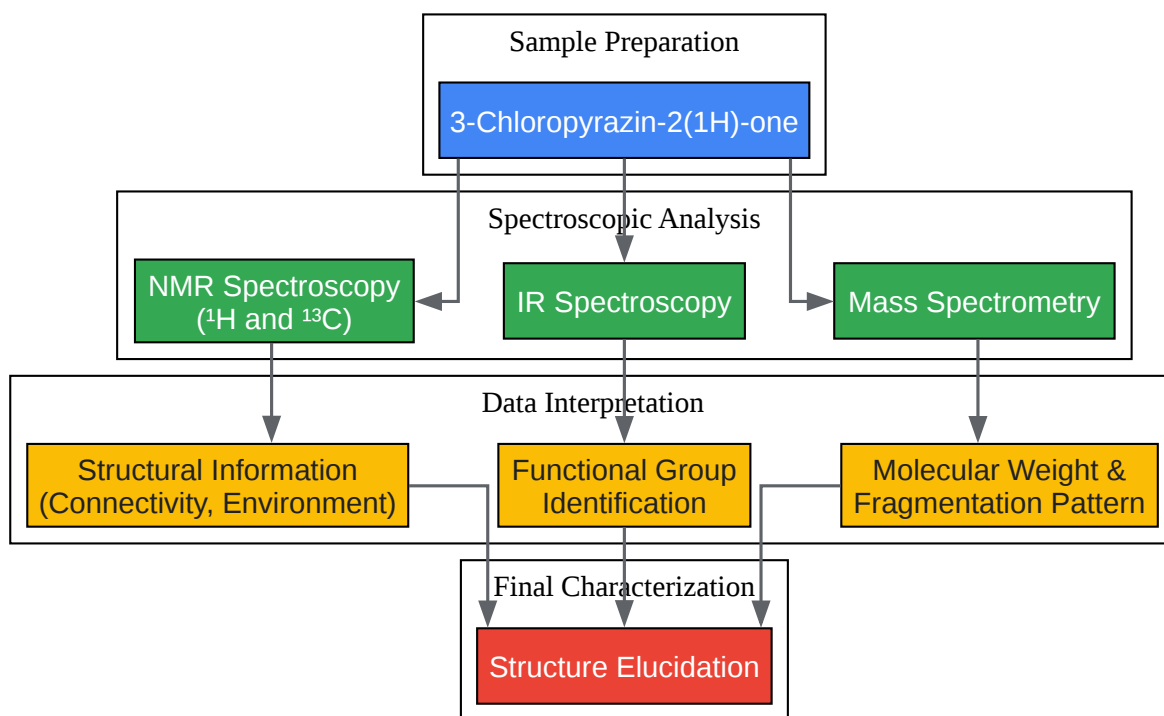 Sample Preparation
3-Chloropyrazin-2(1H)-one
Spectroscopic Analysis
NMR Spectroscopy
(¹H and ¹³C)
IR Spectroscopy
Mass Spectrometry
Data Interpretation
Structural Information
(Connectivity, Environment)
Functional Group
Identification
Molecular Weight &
Fragmentation Pattern
Final Characterization
Structure Elucidation